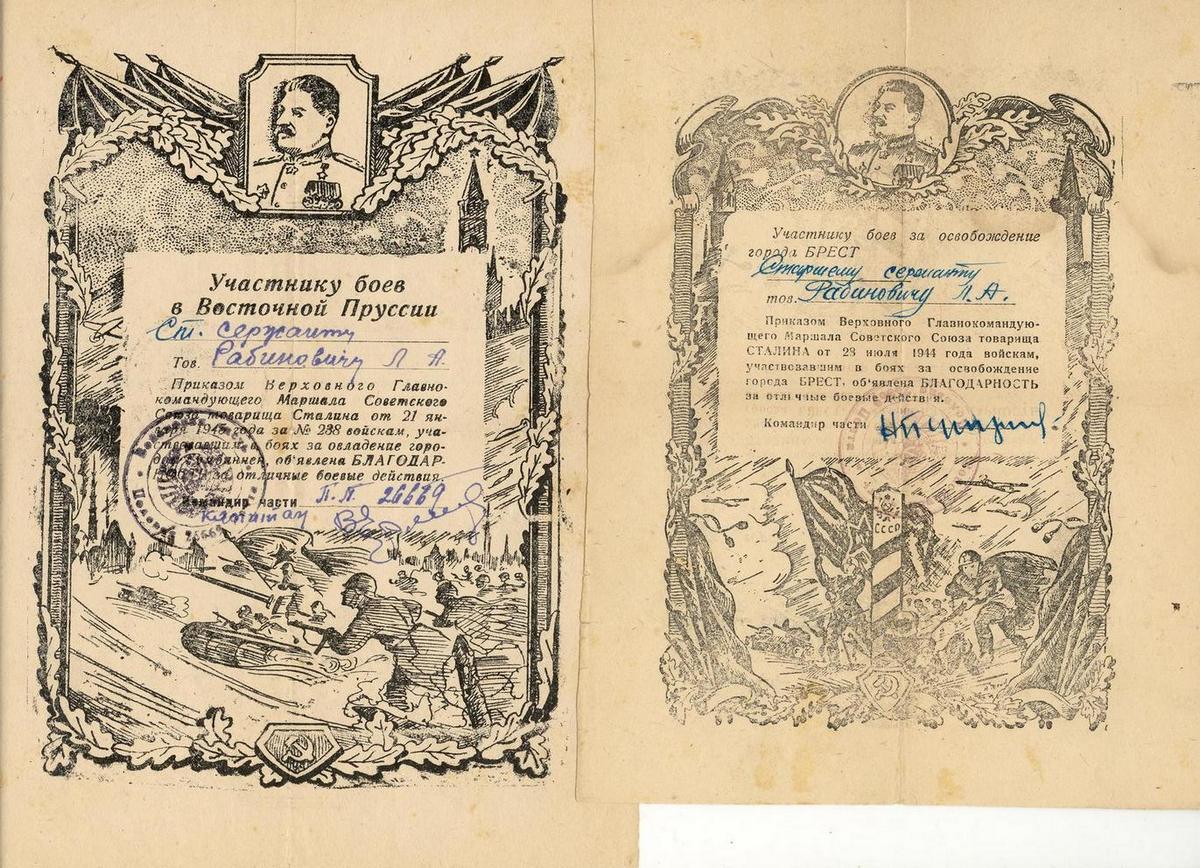 Участнику боев
в Восточной Пруссии
Ст. сержанту
Тов. Рабиновичу Л А.
Приказом Верховного Главно-
командующего Маршала Советского
Союза товарища Сталина от 21 ян-
варя 1945 года за № 238 войскам, уча-
ствовавшим в боях за овладение горо-
дом Гумбиннен, об'явлена БЛАГОДАР-
за отличные боевые действия.
Командир части П.П. 26669
Капитан
Участнику боев за освобождение
города БРЕСТ
Старшему сержанту
тов. Рабиновичу Л. А.
Приказом Верховного Главнокомандую-
щего Маршала Советского Союза товарища
СТАЛИНА от 28 июля 1944 года войскам,
участвовавшим в боях за освобождение
города БРЕСТ, об'явлена БЛАГОДАРНОСТЬ
за отличные боевые действия.
Командир части
СССР